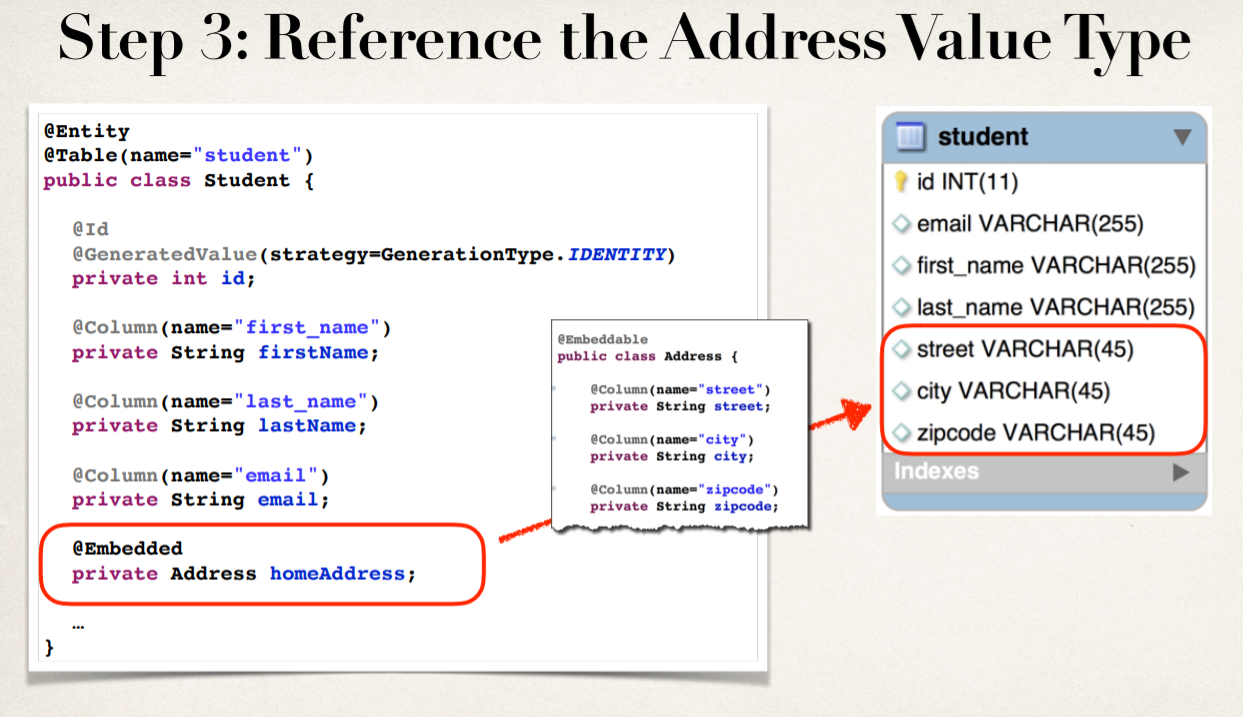 Step 3: Reference the Address Value Type
@Entity
@Table(name="student")
public class Student {
@Id
@GeneratedValue(strategy=GenerationType.IDENTITY)
private int id;
@Column(name="first_name")
private String firstName;
@Column(name="last_name")
private String lastName;
@Column(name="email")
private String email;
@Embedded
private Address homeAddress;
…
}
@Embeddable
public class Address {
@Column(name="street")
private String street;
@Column(name="city")
private String city;
@Column(name="zipcode")
private String zipcode;
student
id INT(11)
email VARCHAR(255)
first_name VARCHAR(255)
last_name VARCHAR(255)
street VARCHAR(45)
city VARCHAR(45)
zipcode VARCHAR(45)
Indexes